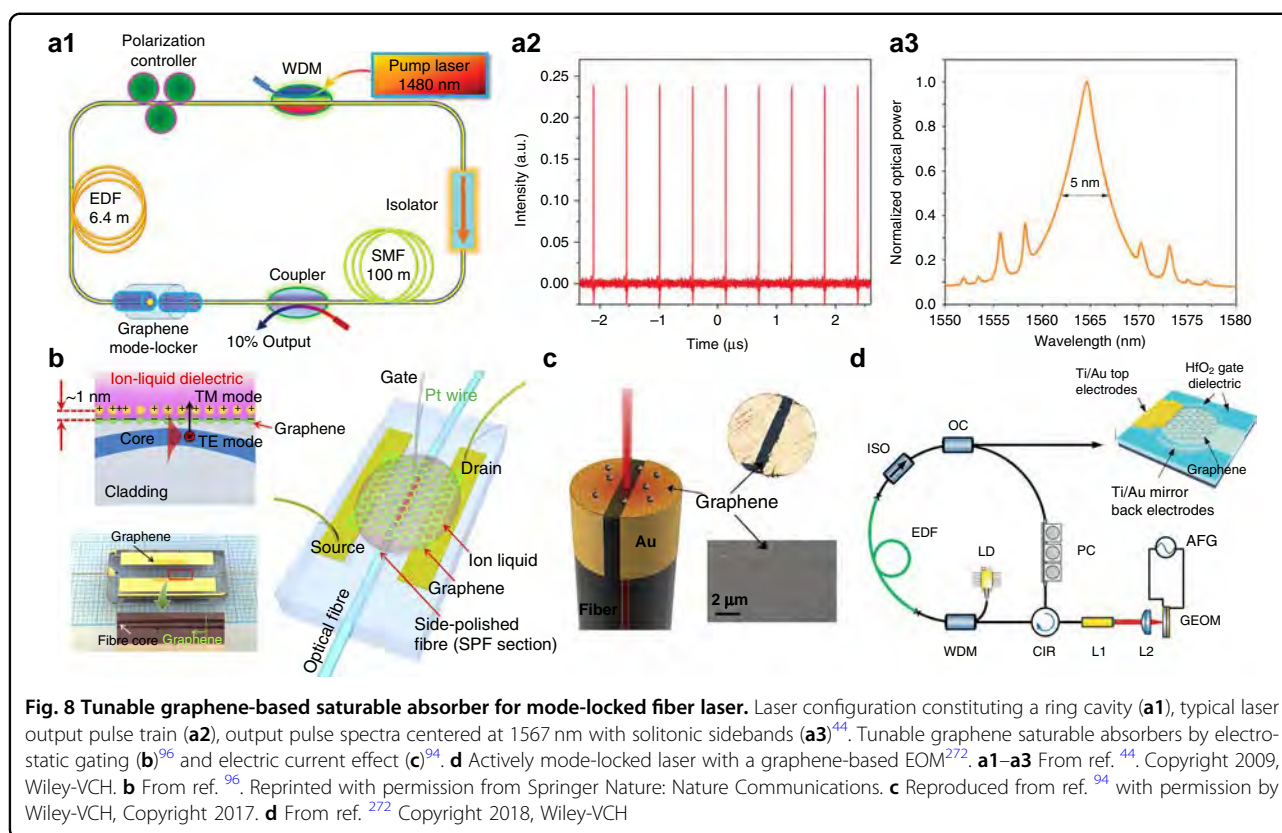 a1
Polarization
controller
WDM
Pump laser
1480 nm
EDF
6.4 m
Isolator
SMF
100 m
Coupler
Graphene
mode-locker
10% Output
a2
Intensity (a.u.)
0.25
0.20
0.15
0.10
0.05
0.00
–2
–1
0
1
2
Time (μs)
a3
Normalized optical power
1.0
0.8
0.6
0.4
0.2
0.0
5 nm
1550
1555
1560
1565
1570
1575
1580
Wavelength (nm)
b
Ion-liquid dielectric
~1 nm
TM mode
+ +++ + + + + + + + +
Graphene
Core
TE mode
Cladding
Graphene
Fibre core
Graphene
Gate
Pt wire
Drain
Source
Ion liquid
Graphene
Side-polished
fibre (SPF section)
Optical fibre
c
Graphene
Au
Fiber
2 μm
d
Ti/Au top
electrodes
HfO2 gate
dielectric
Graphene
Ti/Au mirror
back electrodes
OC
ISO
EDF
LD
PC
AFG
GEOM
WDM
CIR
L1
L2
Fig. 8 Tunable graphene-based saturable absorber for mode-locked fiber laser. Laser configuration constituting a ring cavity (a1), typical laser
output pulse train (a2), output pulse spectra centered at 1567 nm with solitonic sidebands (a3)44. Tunable graphene saturable absorbers by electro-
static gating (b)96 and electric current effect (c)94. d Actively mode-locked laser with a graphene-based EOM272. a1–a3 From ref. 44. Copyright 2009,
Wiley-VCH. b From ref. 96. Reprinted with permission from Springer Nature: Nature Communications. c Reproduced from ref. 94 with permission by
Wiley-VCH, Copyright 2017. d From ref. 272 Copyright 2018, Wiley-VCH